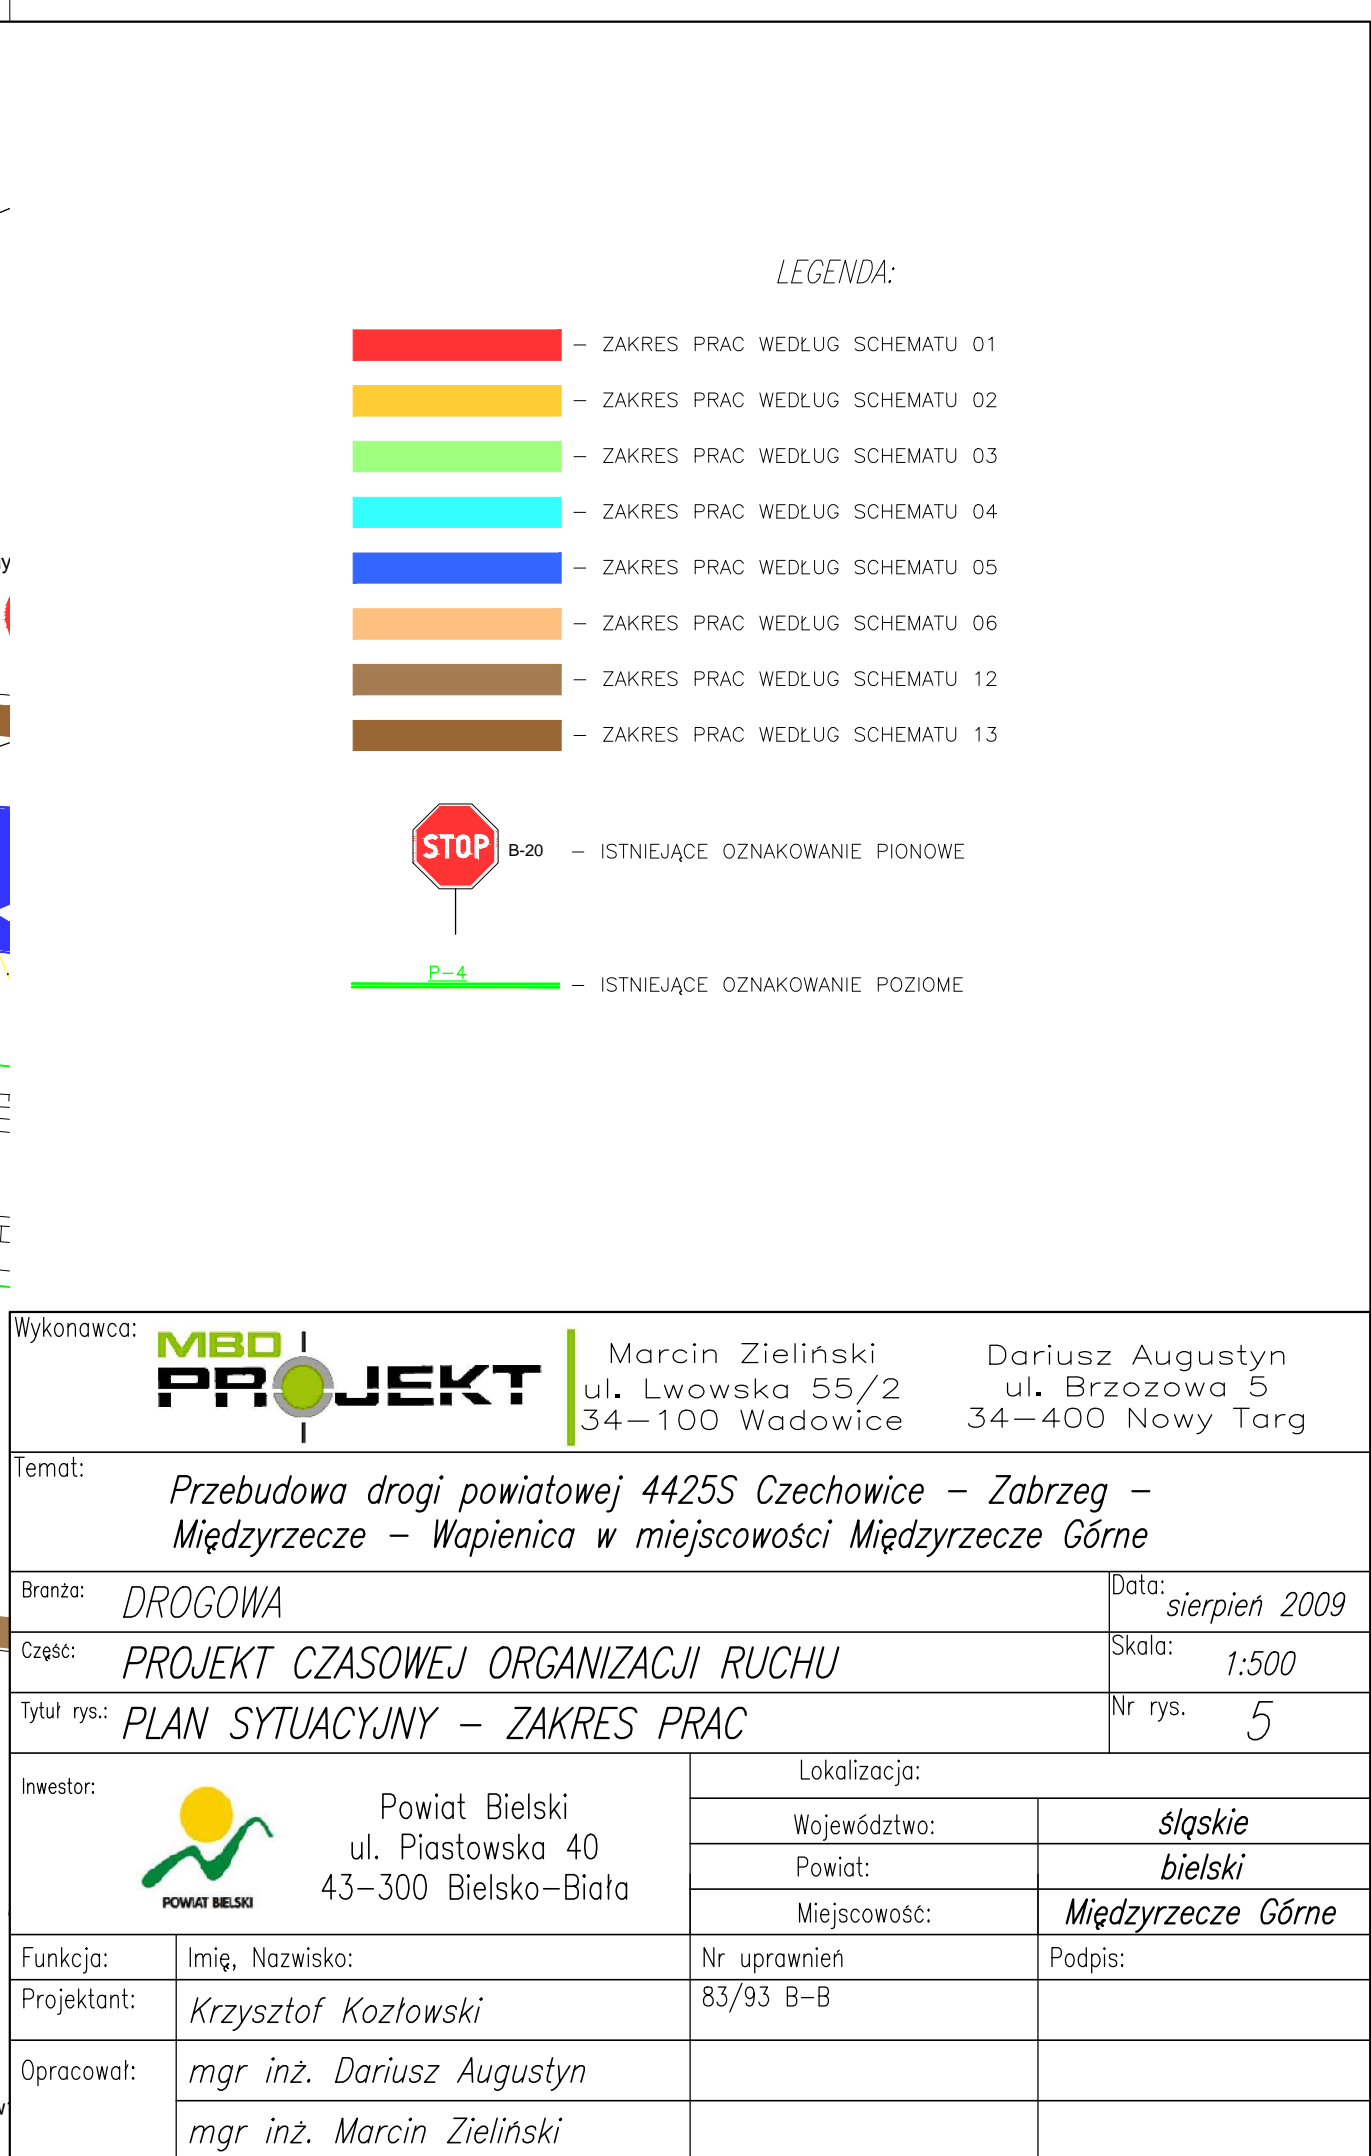 LEGENDA:
– ZAKRES PRAC WEDŁUG SCHEMATU 01
– ZAKRES PRAC WEDŁUG SCHEMATU 02
– ZAKRES PRAC WEDŁUG SCHEMATU 03
– ZAKRES PRAC WEDŁUG SCHEMATU 04
– ZAKRES PRAC WEDŁUG SCHEMATU 05
– ZAKRES PRAC WEDŁUG SCHEMATU 06
– ZAKRES PRAC WEDŁUG SCHEMATU 12
– ZAKRES PRAC WEDŁUG SCHEMATU 13
STOP B-20 – ISTNIEJĄCE OZNAKOWANIE PIONOWE
P–4 – ISTNIEJĄCE OZNAKOWANIE POZIOME
Wykonawca:
MBD
PROJEKT
Marcin Zieliński
ul. Lwowska 55/2
34–100 Wadowice
Dariusz Augustyn
ul. Brzozowa 5
34–400 Nowy Targ
Temat:
Przebudowa drogi powiatowej 4425S Czechowice – Zabrzeg –
Międzyrzecze – Wapienica w miejscowości Międzyrzecze Górne
Branża: DROGOWA
Data: sierpień 2009
Część: PROJEKT CZASOWEJ ORGANIZACJI RUCHU
Skala: 1:500
Tytuł rys.: PLAN SYTUACYJNY – ZAKRES PRAC
Nr rys. 5
Inwestor:
POWIAT BIELSKI
Powiat Bielski
ul. Piastowska 40
43–300 Bielsko–Biała
Lokalizacja:
Województwo: śląskie
Powiat: bielski
Miejscowość: Międzyrzecze Górne
Funkcja: Imię, Nazwisko: Nr uprawnień Podpis:
Projektant: Krzysztof Kozłowski 83/93 B–B
Opracował: mgr inż. Dariusz Augustyn
mgr inż. Marcin Zieliński